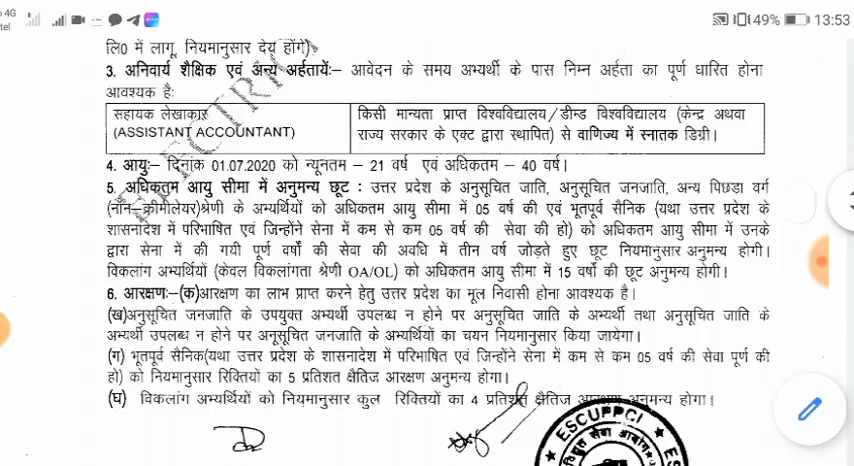 4G
tel
49% 13:53
लि0 में लागू नियमानुसार देय होंगे)
3. अनिवार्य शैक्षिक एवं अन्य अर्हतायें:– आवेदन के समय अभ्यर्थी के पास निम्न अर्हता का पूर्ण धारित होना
आवश्यक है:
सहायक लेखाकार
(ASSISTANT ACCOUNTANT)
किसी मान्यता प्राप्त विश्वविद्यालय/डीम्ड विश्वविद्यालय (केन्द्र अथवा
राज्य सरकार के एक्ट द्वारा स्थापित) से वाणिज्य में स्नातक डिग्री।
4. आयु:– दिनांक 01.07.2020 को न्यूनतम – 21 वर्ष एवं अधिकतम – 40 वर्ष।
5. अधिकतम आयु सीमा में अनुमन्य छूट : उत्तर प्रदेश के अनुसूचित जाति, अनुसूचित जनजाति, अन्य पिछड़ा वर्ग
(नॉन–क्रीमीलेयर)श्रेणी के अभ्यर्थियों को अधिकतम आयु सीमा में 05 वर्ष की एवं भूतपूर्व सैनिक (यथा उत्तर प्रदेश के
शासनादेश में परिभाषित एवं जिन्होंने सेना में कम से कम 05 वर्ष की सेवा की हो) को अधिकतम आयु सीमा में उनके
द्वारा सेना में की गयी पूर्ण वर्षों की सेवा की अवधि में तीन वर्ष जोड़ते हुए छूट नियमानुसार अनुमन्य होगी।
विकलांग अभ्यर्थियों (केवल विकलांगता श्रेणी OA/OL) को अधिकतम आयु सीमा में 15 वर्षो की छूट अनुमन्य होगी।
6. आरक्षण:–(क)आरक्षण का लाभ प्राप्त करने हेतु उत्तर प्रदेश का मूल निवासी होना आवश्यक है।
(ख)अनुसूचित जनजाति के उपयुक्त अभ्यर्थी उपलब्ध न होने पर अनुसूचित जाति के अभ्यर्थी तथा अनुसूचित जाति के
अभ्यर्थी उपलब्ध न होने पर अनूसूचित जनजाति के अभ्यर्थियों का चयन नियमानुसार किया जायेगा।
(ग) भूतपूर्व सैनिक(यथा उत्तर प्रदेश के शासनादेश में परिभाषित एवं जिन्होंने सेना में कम से कम 05 वर्ष की सेवा पूर्ण की
हो) को नियमानुसार रिक्तियों का 5 प्रतिशत क्षैतिज आरक्षण अनुमन्य होगा।
(घ) विकलांग अभ्यर्थियों को नियमानुसार कुल रिक्तियों का 4 प्रतिशत क्षैतिज आरक्षण अनुमन्य होगा।
ESCUPPCL
विद्युत सेवा आयोग